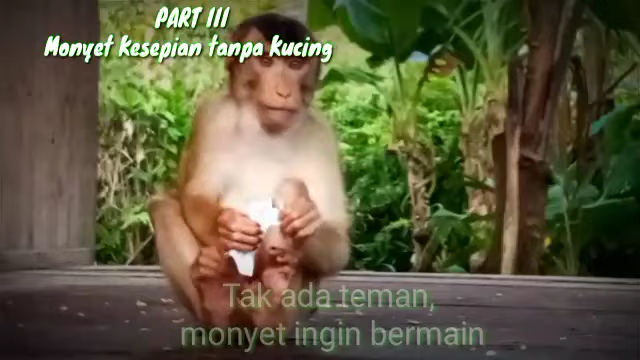 PART III
Monyet Kesepian tanpa Kucing
Tak ada teman,
monyet ingin bermain